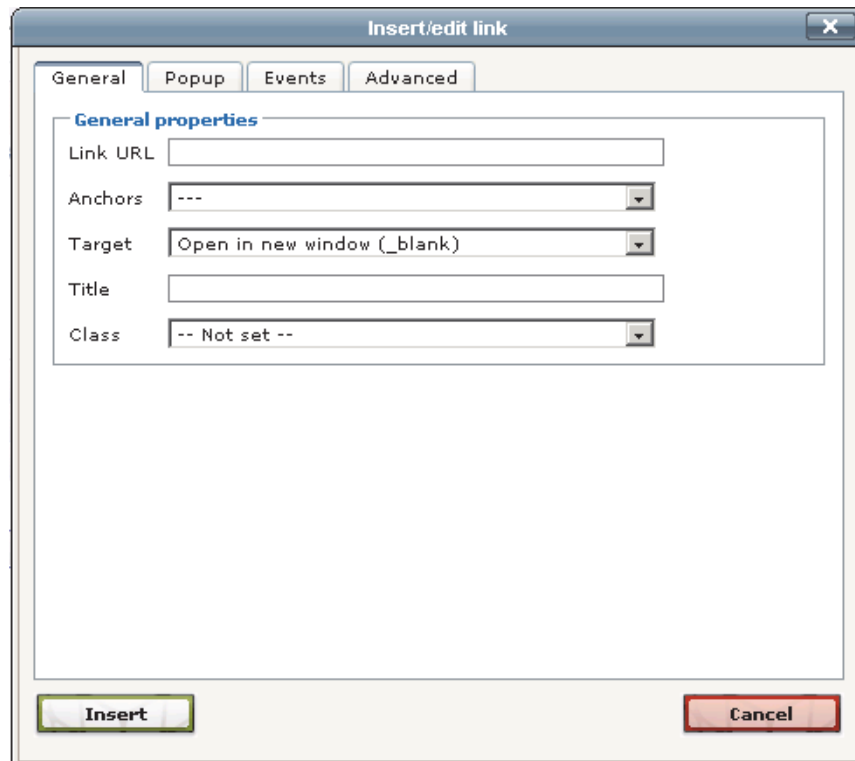 Insert/edit link
General Popup Events Advanced
General properties
Link URL
Anchors ---
Target Open in new window (_blank)
Title
Class -- Not set --
Insert Cancel